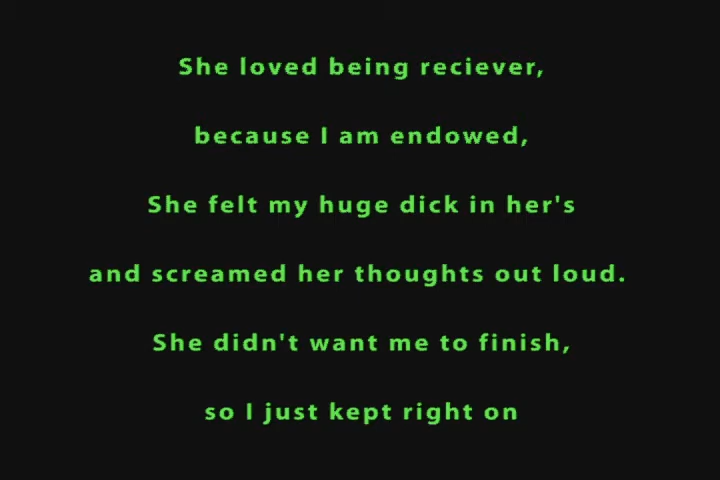 She loved being reciever,
because I am endowed,
She felt my huge dick in her's
and screamed her thoughts out loud.
She didn't want me to finish,
so I just kept right on